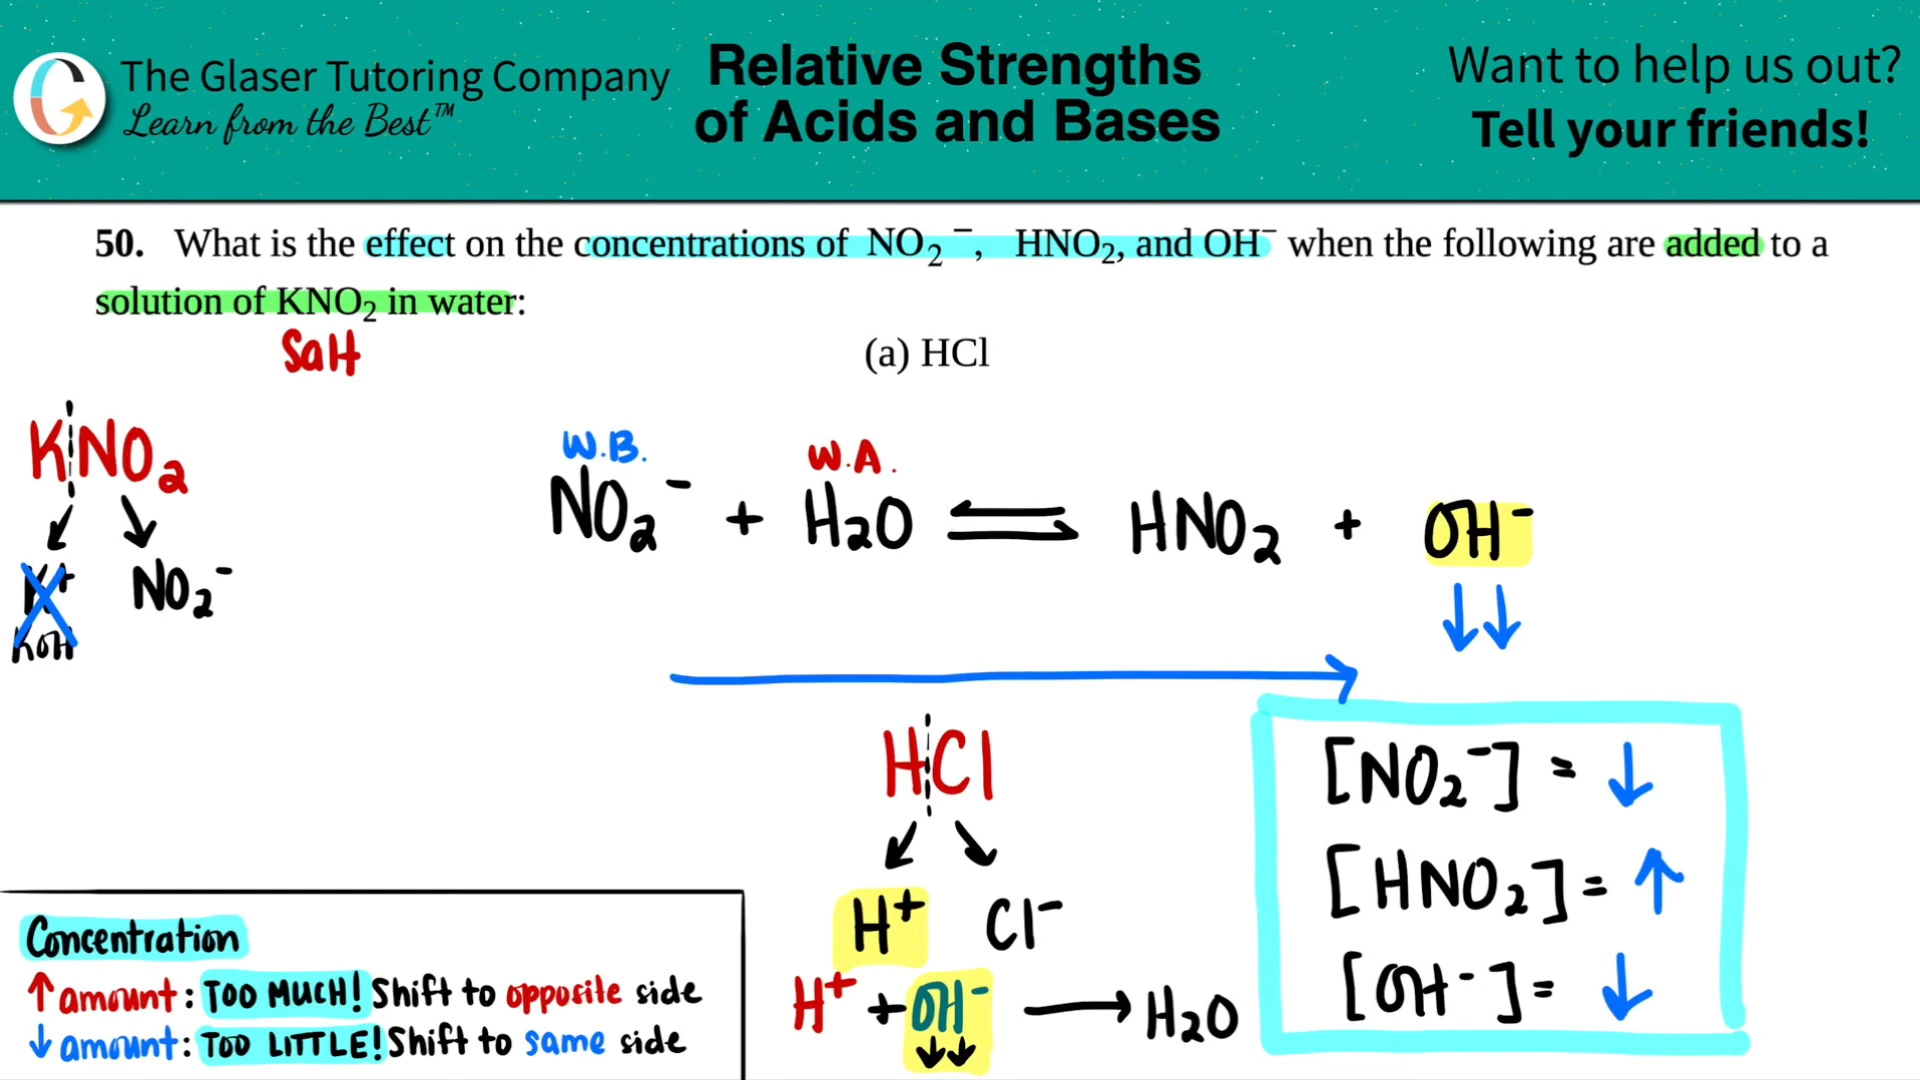 The Glaser Tutoring Company
Learn from the Best™
Relative Strengths
of Acids and Bases
Want to help us out?
Tell your friends!
50. What is the effect on the concentrations of NO₂⁻, HNO₂, and OH⁻ when the following are added to a
solution of KNO₂ in water:
Salt
(a) HCl
KNO₂
K⁺ NO₂⁻
KOH
W.B. W.A.
NO₂⁻ + H₂O ⇌ HNO₂ + OH⁻
↓↓
HCl
H⁺ Cl⁻
H⁺ + OH⁻ → H₂O
↓↓
[NO₂⁻] = ↓
[HNO₂] = ↑
[OH⁻] = ↓
Concentration
↑ amount: TOO MUCH! Shift to opposite side
↓ amount: TOO LITTLE! Shift to same side